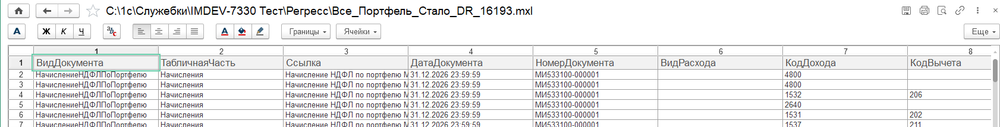 C:\1c\Служебки\IMDEV-7330 Тест\Регресс\Все_Портфель_Стало_DR_16193.mxl
А Ж К Ч abc А Границы Ячейки Еще
1 2 3 4 5 6 7 8
1 ВидДокумента ТабличнаяЧасть Ссылка ДатаДокумента НомерДокумента ВидРасхода КодДохода КодВычета
2 НачислениеНДФЛПоПортфелю Начисления Начисление НДФЛ по портфелю М 31.12.2026 23:59:59 МИ533100-000001 4800
3 НачислениеНДФЛПоПортфелю Начисления Начисление НДФЛ по портфелю М 31.12.2026 23:59:59 МИ533100-000001 4800
4 НачислениеНДФЛПоПортфелю Начисления Начисление НДФЛ по портфелю М 31.12.2026 23:59:59 МИ533100-000001 1532 206
5 НачислениеНДФЛПоПортфелю Начисления Начисление НДФЛ по портфелю М 31.12.2026 23:59:59 МИ533100-000001 2640
6 НачислениеНДФЛПоПортфелю Начисления Начисление НДФЛ по портфелю М 31.12.2026 23:59:59 МИ533100-000001 1531 202
7 НачислениеНДФЛПоПортфелю Начисления Начисление НДФЛ по портфелю М 31.12.2026 23:59:59 МИ533100-000001 1537 211